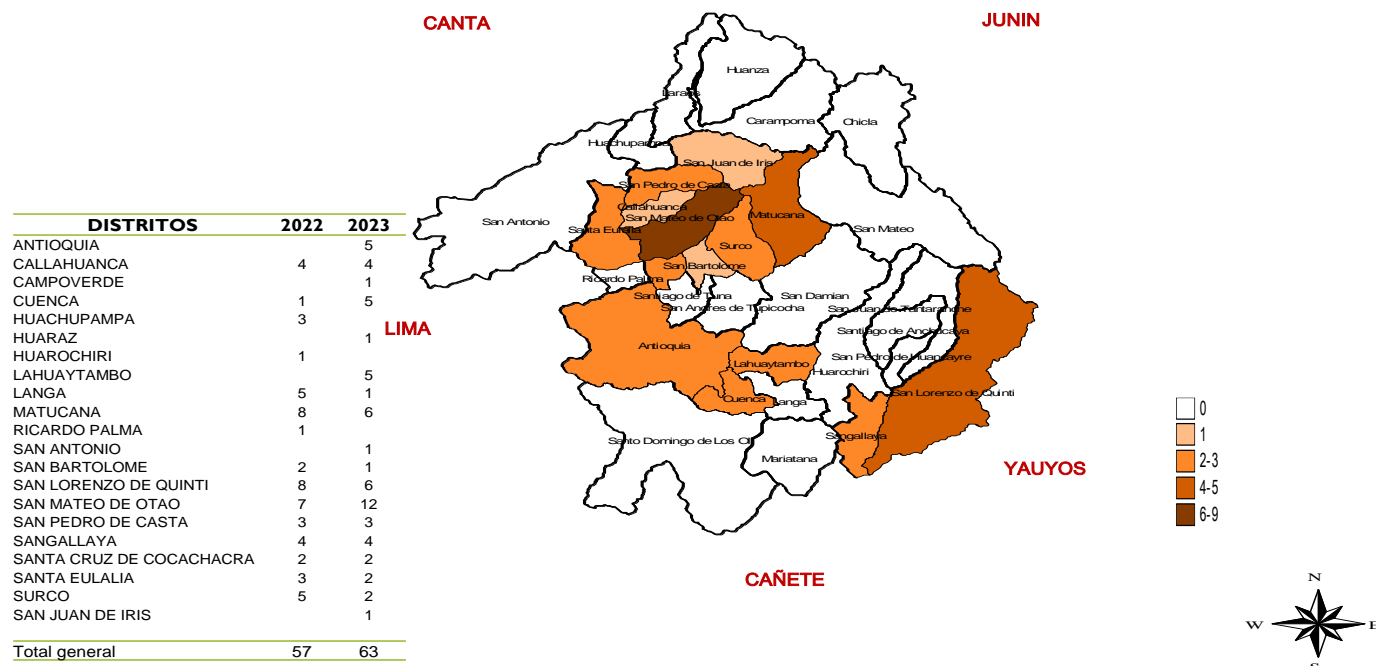 CANTA
JUNIN
Huanza
Laraos
Carampoma
Chicla
Huachupampa
San Juan de Iris
San Pedro de Casta
Callahuanca
San Antonio
San Mateo de Otao
Matucana
Santa Eulalia
San Mateo
Surco
San Bartolome
Ricardo Palma
Santiago de Tuna
San Damian
San Andres de Tupicocha
San Juan de Tantaranche
LIMA
Santiago de Anchucaya
Antioquia
San Pedro de Huancayre
Lahuaytambo
Huarochiri
San Lorenzo de Quinti
Cuenca
Langa
Sangallaya
Santo Domingo de Los Ol
Mariatana
YAUYOS
CAÑETE
DISTRITOS 2022 2023
ANTIOQUIA 5
CALLAHUANCA 4 4
CAMPOVERDE 1
CUENCA 1 5
HUACHUPAMPA 3
HUARAZ 1
HUAROCHIRI 1
LAHUAYTAMBO 5
LANGA 5 1
MATUCANA 8 6
RICARDO PALMA 1
SAN ANTONIO 1
SAN BARTOLOME 2 1
SAN LORENZO DE QUINTI 8 6
SAN MATEO DE OTAO 7 12
SAN PEDRO DE CASTA 3 3
SANGALLAYA 4 4
SANTA CRUZ DE COCACHACRA 2 2
SANTA EULALIA 3 2
SURCO 5 2
SAN JUAN DE IRIS 1
Total general 57 63
0
1
2-3
4-5
6-9
N
W E
S